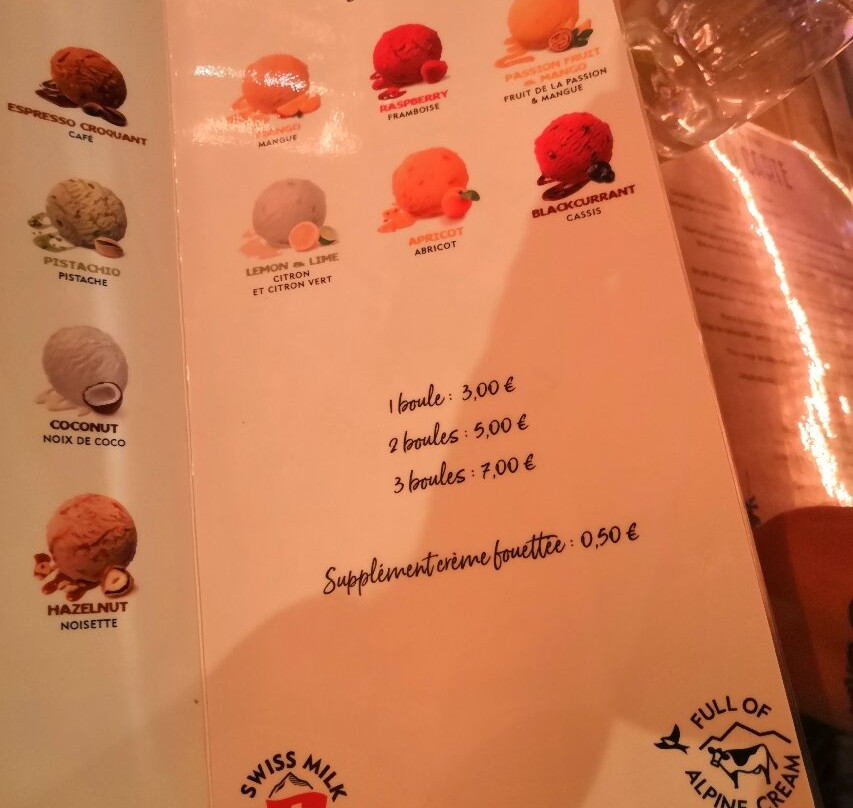 ESPRESSO CROQUANT
CAFÉ
PISTACHIO
PISTACHE
COCONUT
NOIX DE COCO
HAZELNUT
NOISETTE
MANGO
MANGUE
RASPBERRY
FRAMBOISE
PASSION FRUIT
& MANGO
FRUIT DE LA PASSION
& MANGUE
LEMON & LIME
CITRON
ET CITRON VERT
APRICOT
ABRICOT
BLACKCURRANT
CASSIS
1 boule : 3,00 €
2 boules : 5,00 €
3 boules : 7,00 €
Supplément crème fouettée : 0,50 €
SWISS MILK
FULL OF
ALPINE CREAM